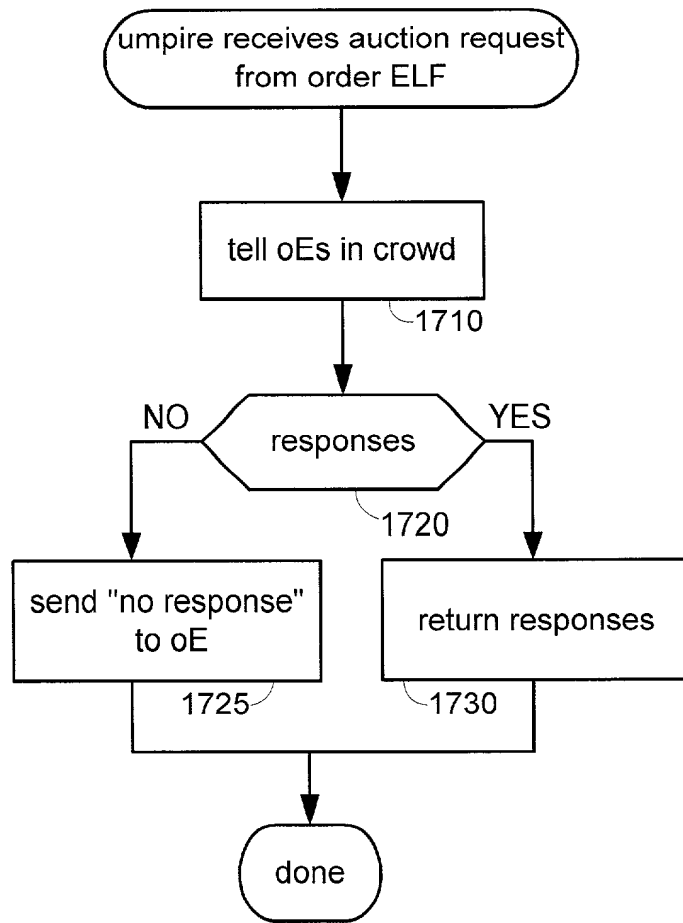 umpire receives auction request
from order ELF
tell oEs in crowd
1710
NO
YES
responses
1720
send "no response"
to oE
return responses
1725
1730
done